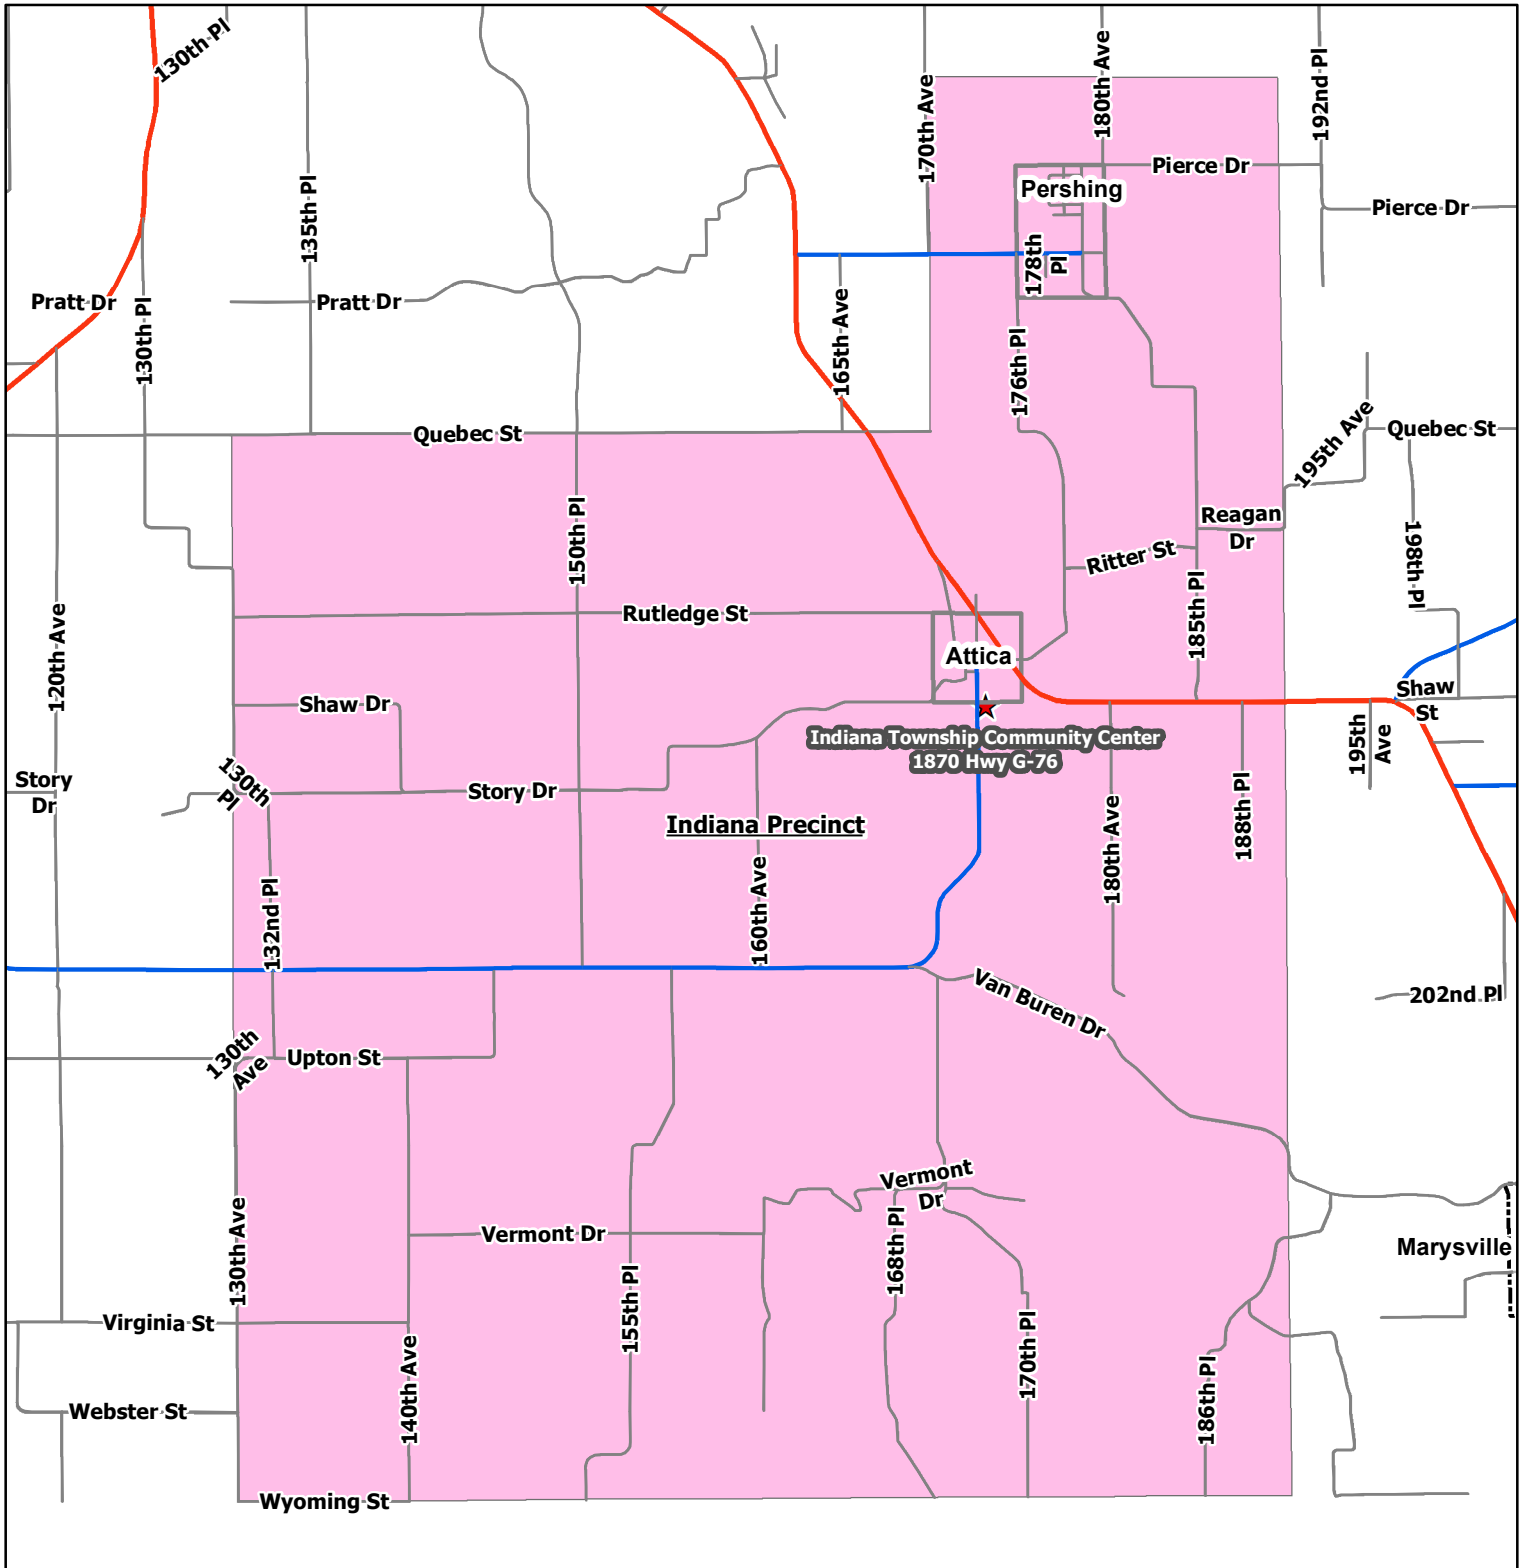 130th Pl
170th Ave
180th Ave
192nd Pl
Pierce Dr
Pershing
135th Pl
Pierce Dr
178th
Pl
Pratt Dr
Pratt Dr
130th Pl
165th Ave
176th Pl
Quebec St
195th Ave
Quebec St
150th Pl
Reagan
Dr
Ritter St
198th Pl
120th Ave
Rutledge St
185th Pl
Attica
Shaw Dr
Shaw
St
Indiana Township Community Center
1870 Hwy G-76
195th
Ave
Story
Dr
130th
Pl
Story Dr
188th Pl
Indiana Precinct
180th Ave
160th Ave
132nd Pl
Van Buren Dr
202nd Pl
130th
Ave
Upton St
Vermont
Dr
130th Ave
Vermont Dr
168th Pl
Marysville
155th Pl
Virginia St
170th Pl
140th Ave
186th Pl
Webster St
Wyoming St